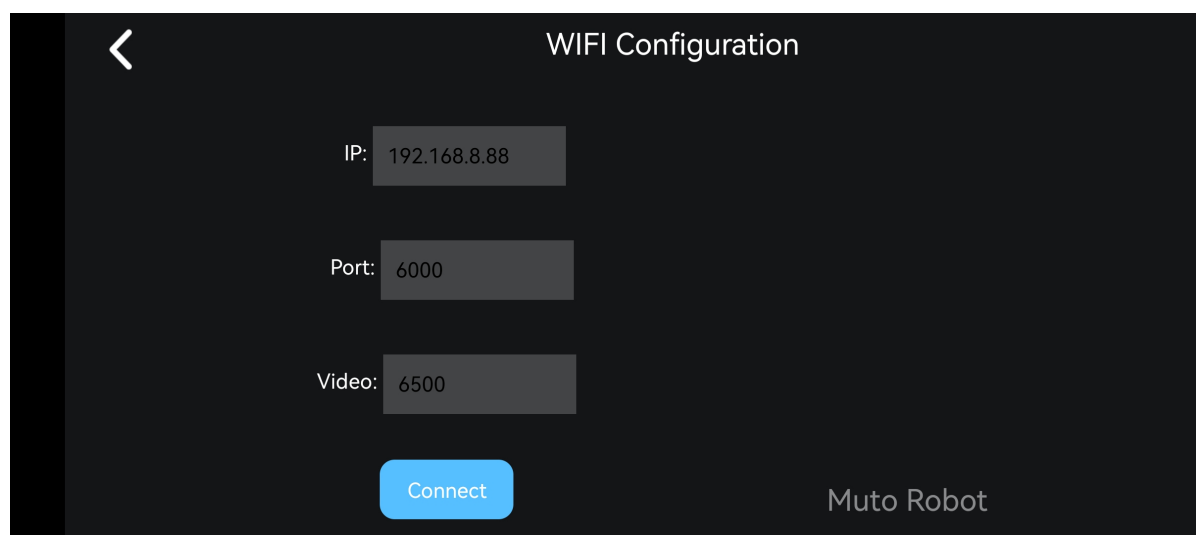 WIFI Configuration
IP: 192.168.8.88
Port: 6000
Video: 6500
Connect
Muto Robot